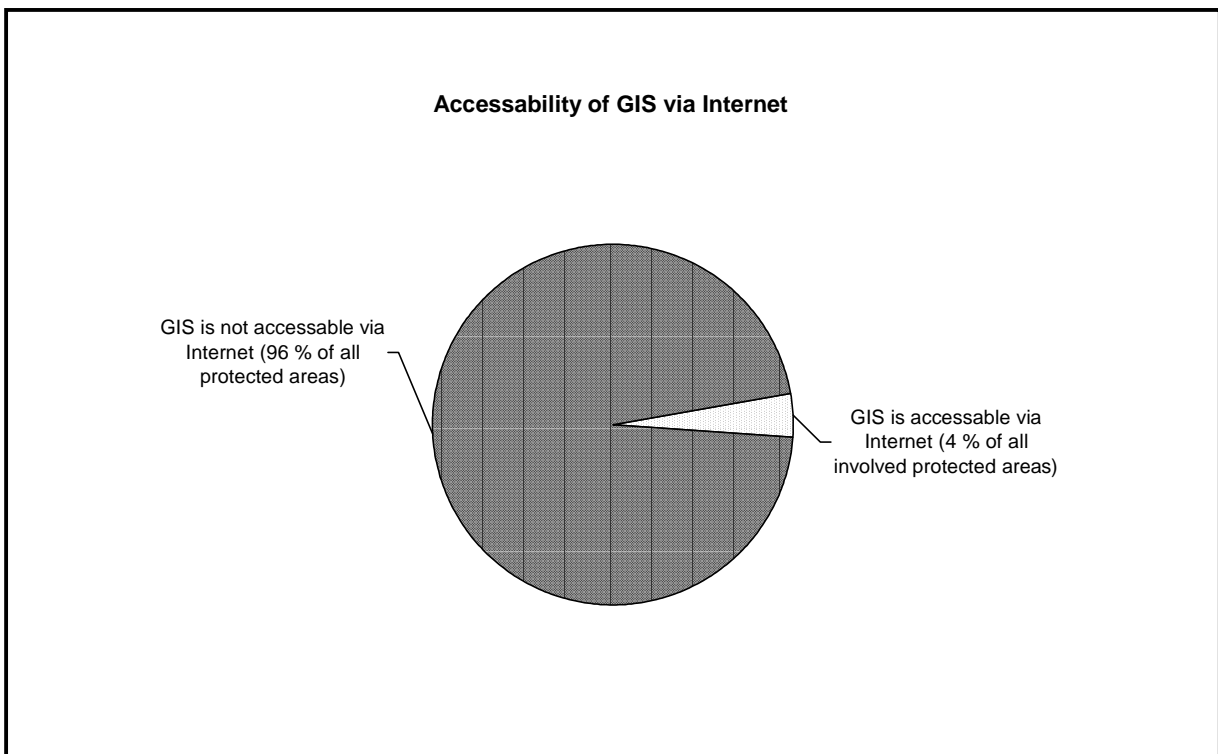 Accessability of GIS via Internet
GIS is not accessable via
Internet (96 % of all
protected areas)
GIS is accessable via
Internet (4 % of all
involved protected areas)